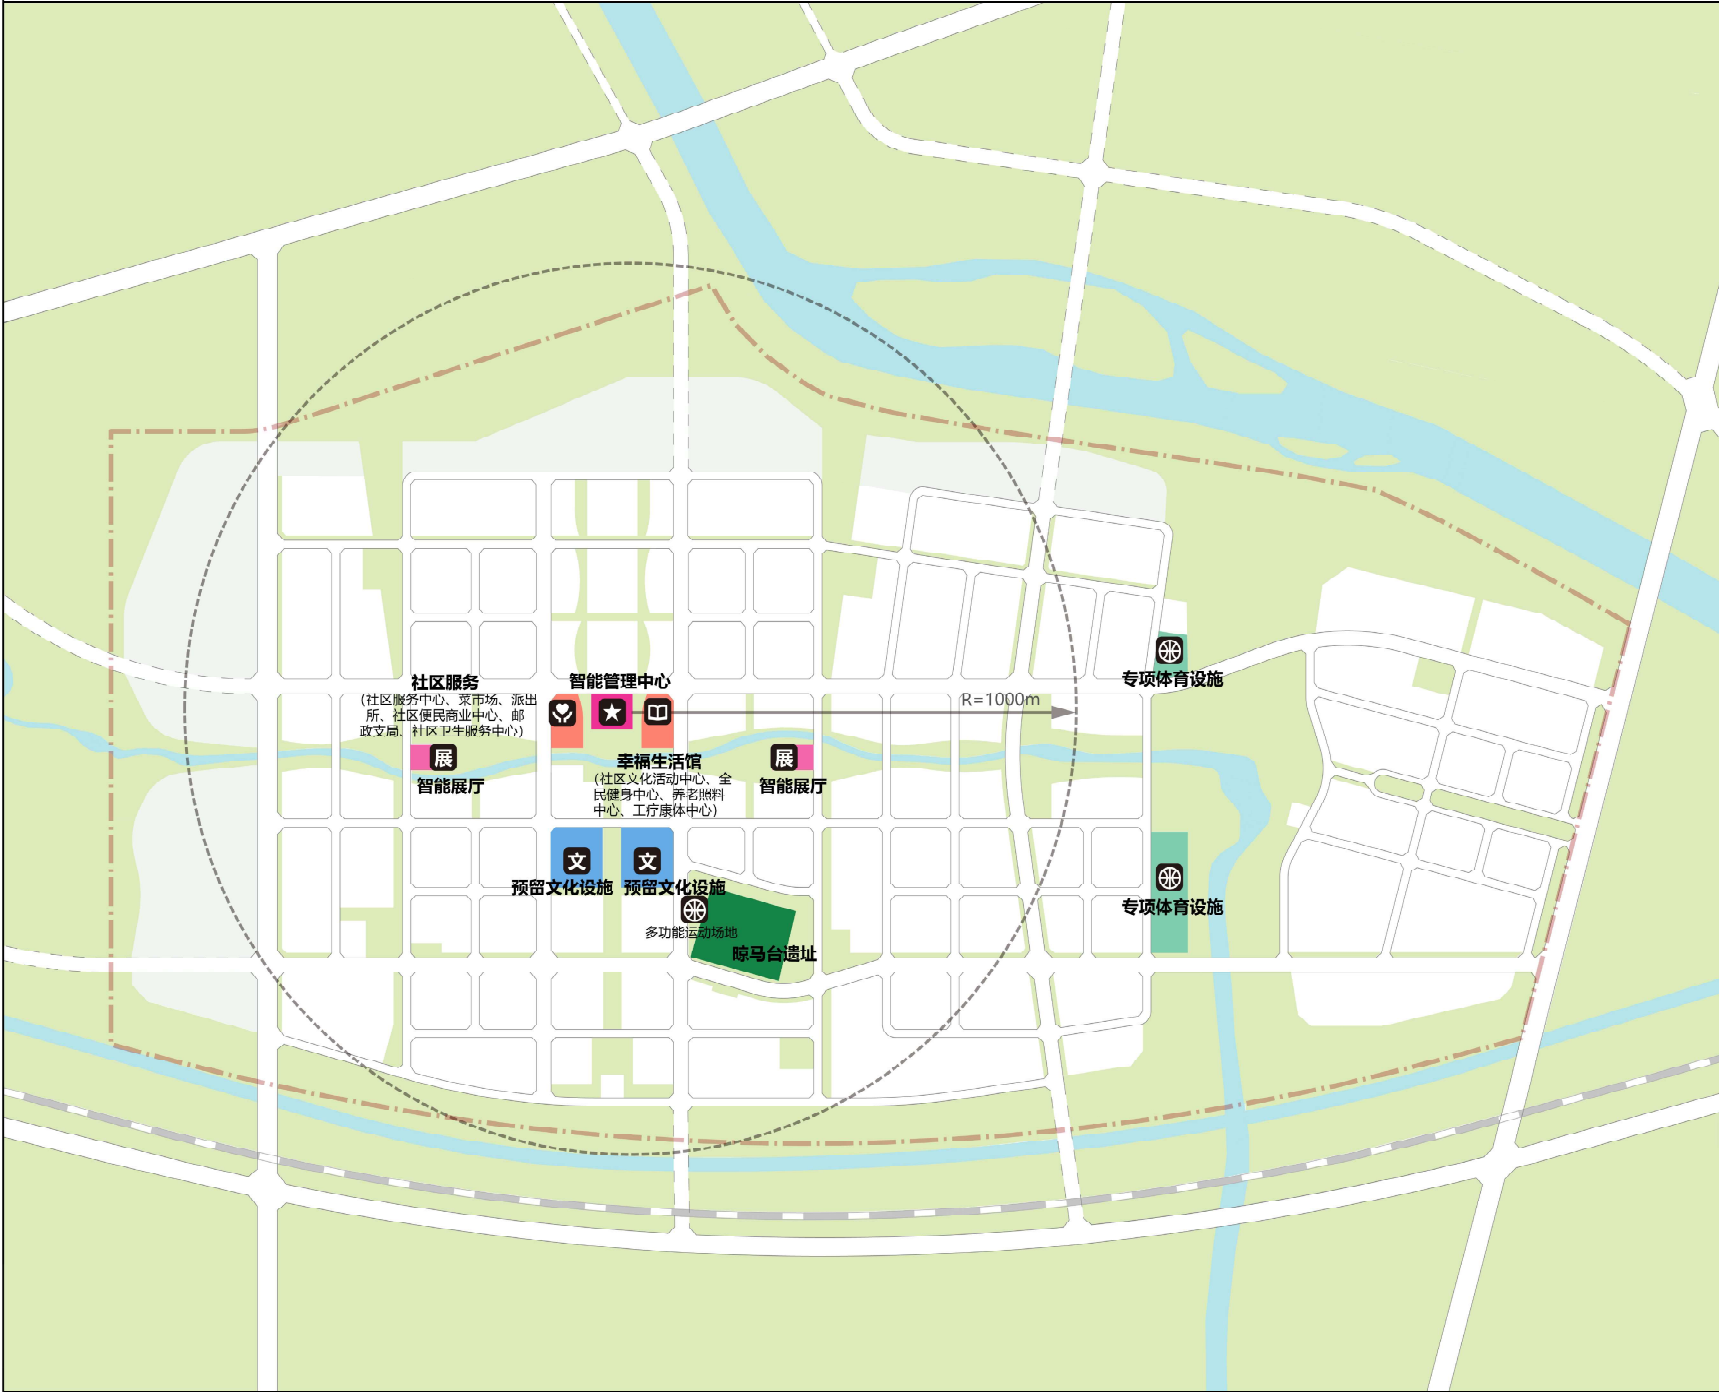 专项体育设施
社区服务
(社区服务中心、菜市场、派出
所、社区便民商业中心、邮
政支局、社区卫生服务中心)
智能管理中心
R=1000m
展
智能展厅
幸福生活馆
(社区文化活动中心、全
民健身中心、养老照料
中心、工疗康体中心)
展
智能展厅
文
预留文化设施
文
预留文化设施
专项体育设施
多功能运动场地
晾马台遗址